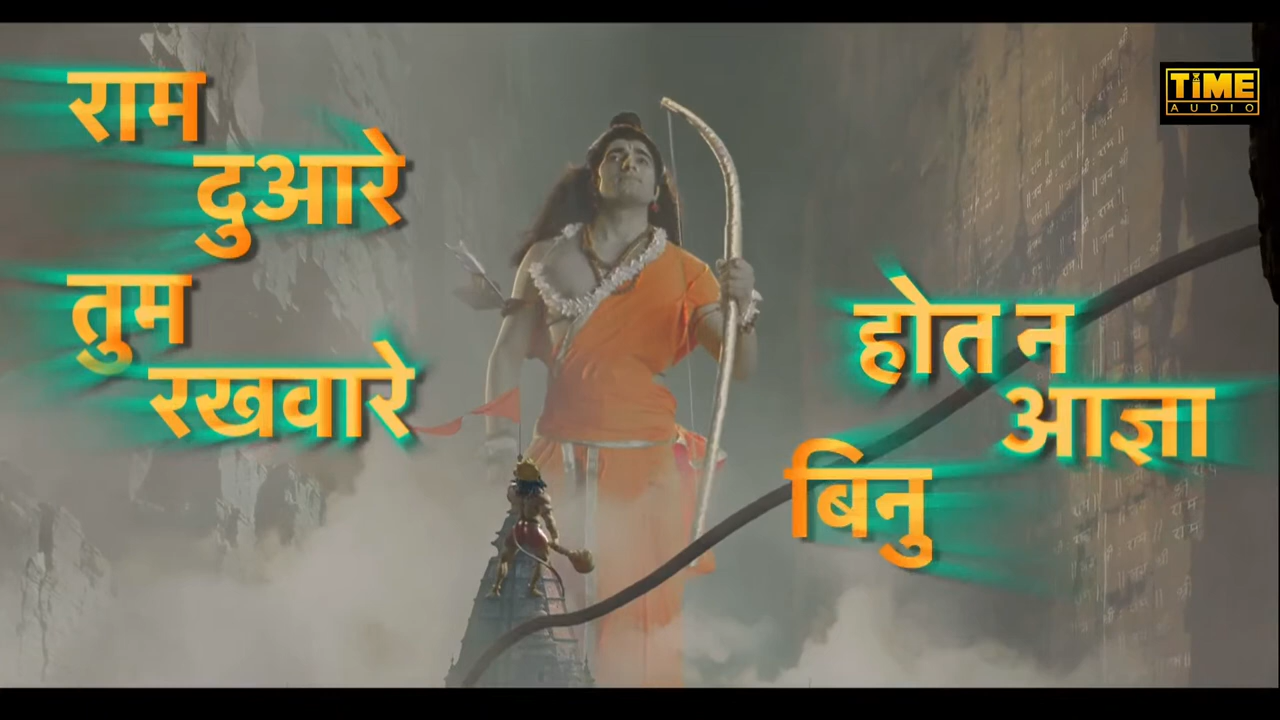 राम
दुआरे
तुम
रखवारे
होत न
आज्ञा
बिनु
TiME
AUDIO